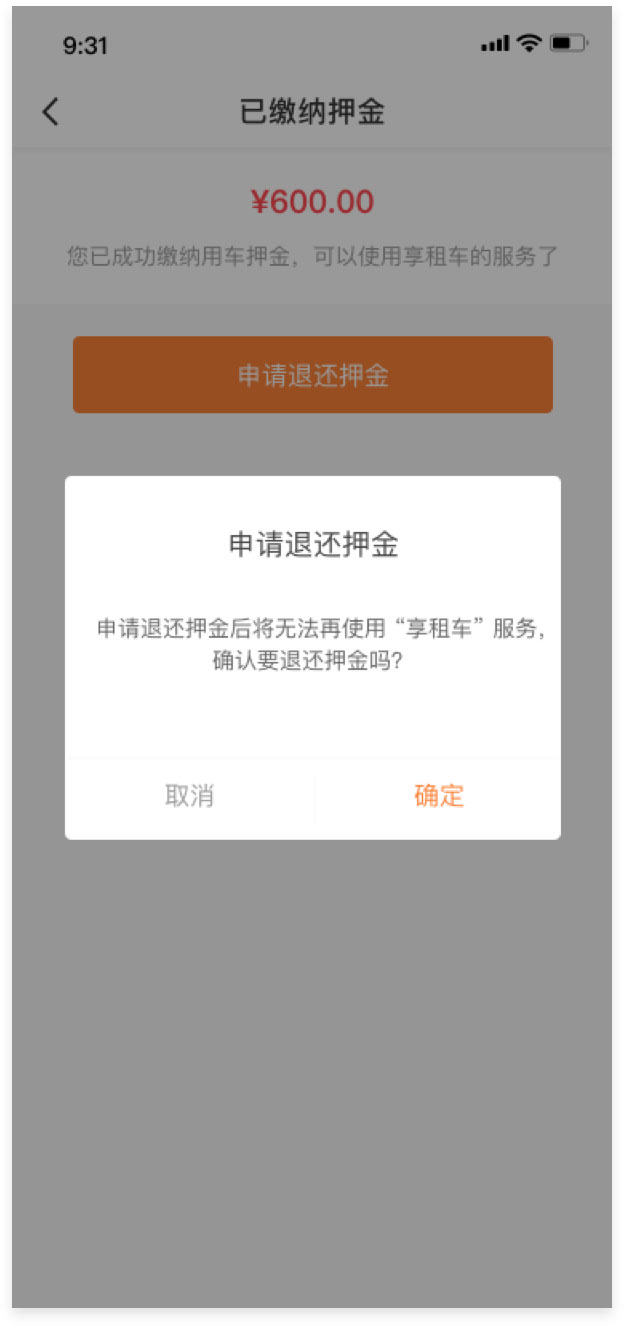 9:31
已缴纳押金
¥600.00
您已成功缴纳用车押金，可以使用享租车的服务了
申请退还押金
申请退还押金
申请退还押金后将无法再使用“享租车”服务，
确认要退还押金吗?
取消
确定